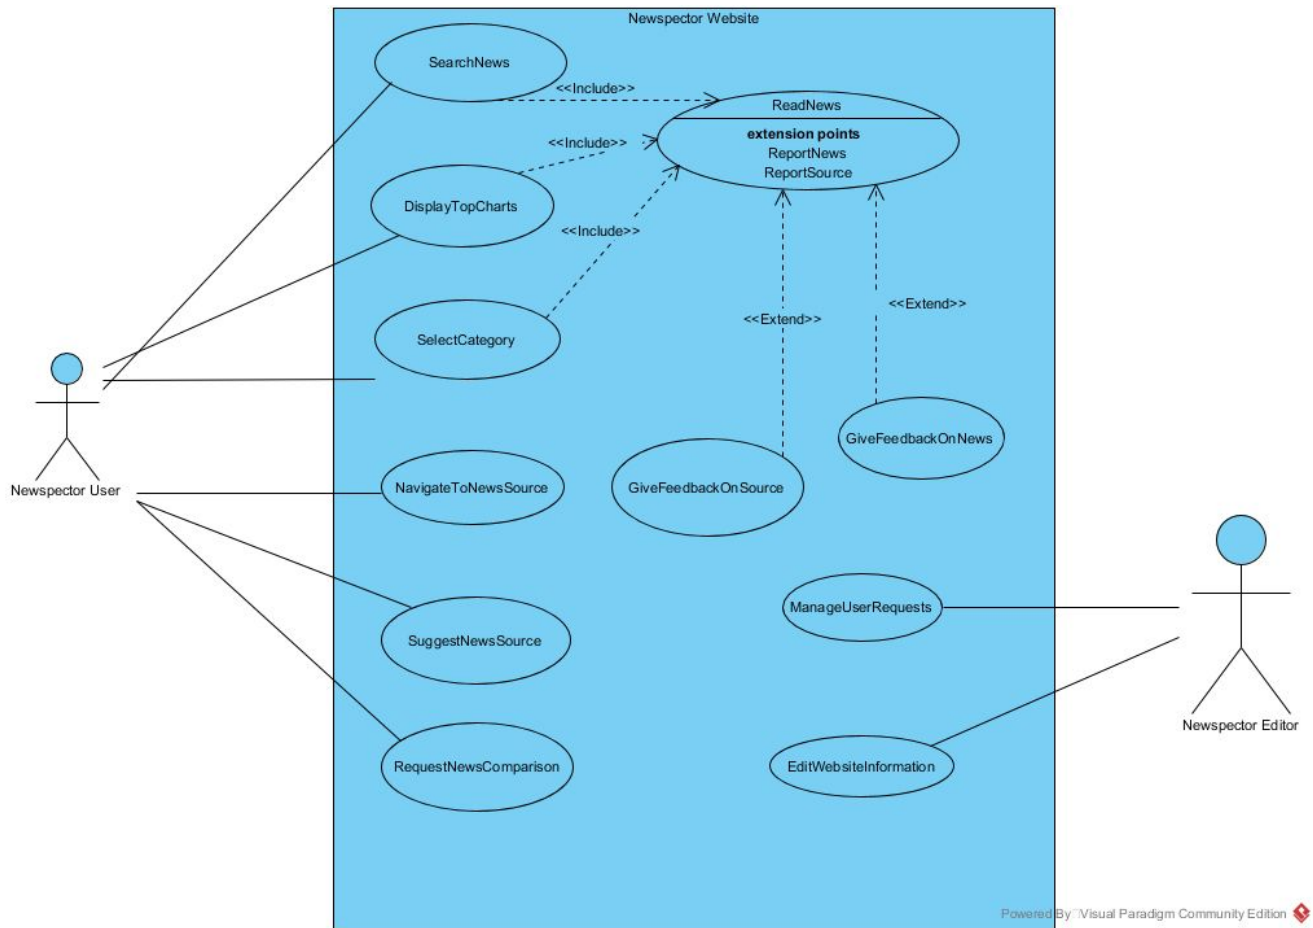 Newspector Website
SearchNews
<<Include>>
ReadNews
extension points
ReportNews
ReportSource
<<Include>>
DisplayTopCharts
<<Include>>
SelectCategory
<<Extend>>
<<Extend>>
Newspector User
NavigateToNewsSource
GiveFeedbackOnSource
GiveFeedbackOnNews
SuggestNewsSource
ManageUserRequests
Newspector Editor
RequestNewsComparison
EditWebsiteInformation
Powered By Visual Paradigm Community Edition